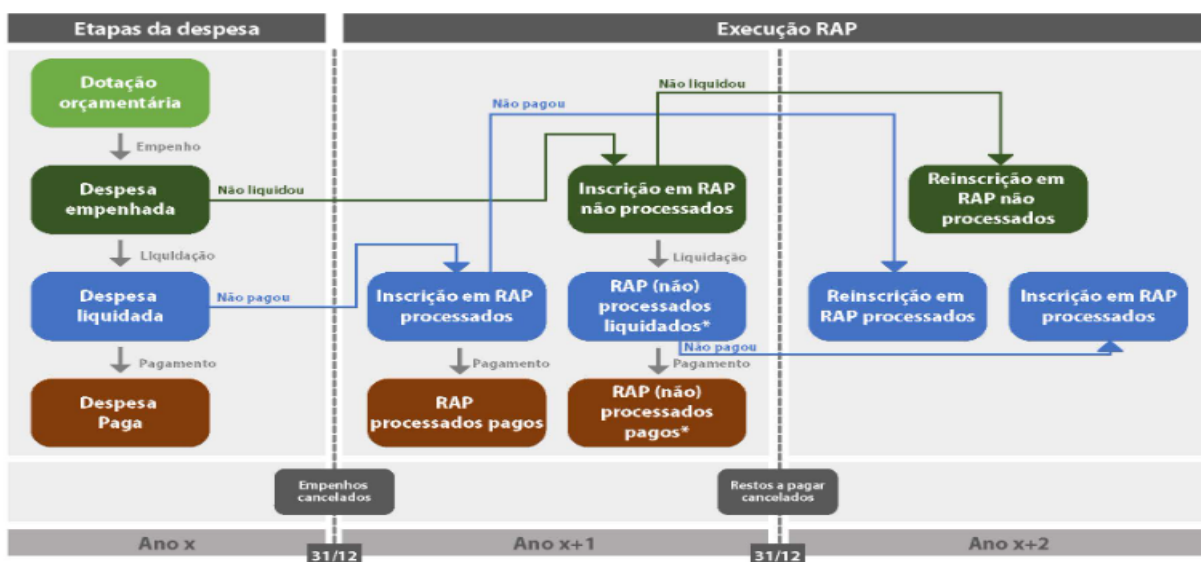 Etapas da despesa
Execução RAP
Dotação
orçamentária
Empenho
Despesa
empenhada
Não liquidou
Liquidação
Despesa
liquidada
Não pagou
Pagamento
Despesa
Paga
Não pagou
Não liquidou
Inscrição em RAP
não processados
Liquidação
Inscrição em RAP
processados
RAP (não)
processados
liquidados*
Não pagou
Pagamento
Pagamento
RAP
processados pagos
RAP (não)
processados
pagos*
Reinscrição em
RAP não
processados
Reinscrição em
RAP processados
Inscrição em RAP
processados
Empenhos
cancelados
Restos a pagar
cancelados
Ano x
31/12
Ano x+1
31/12
Ano x+2